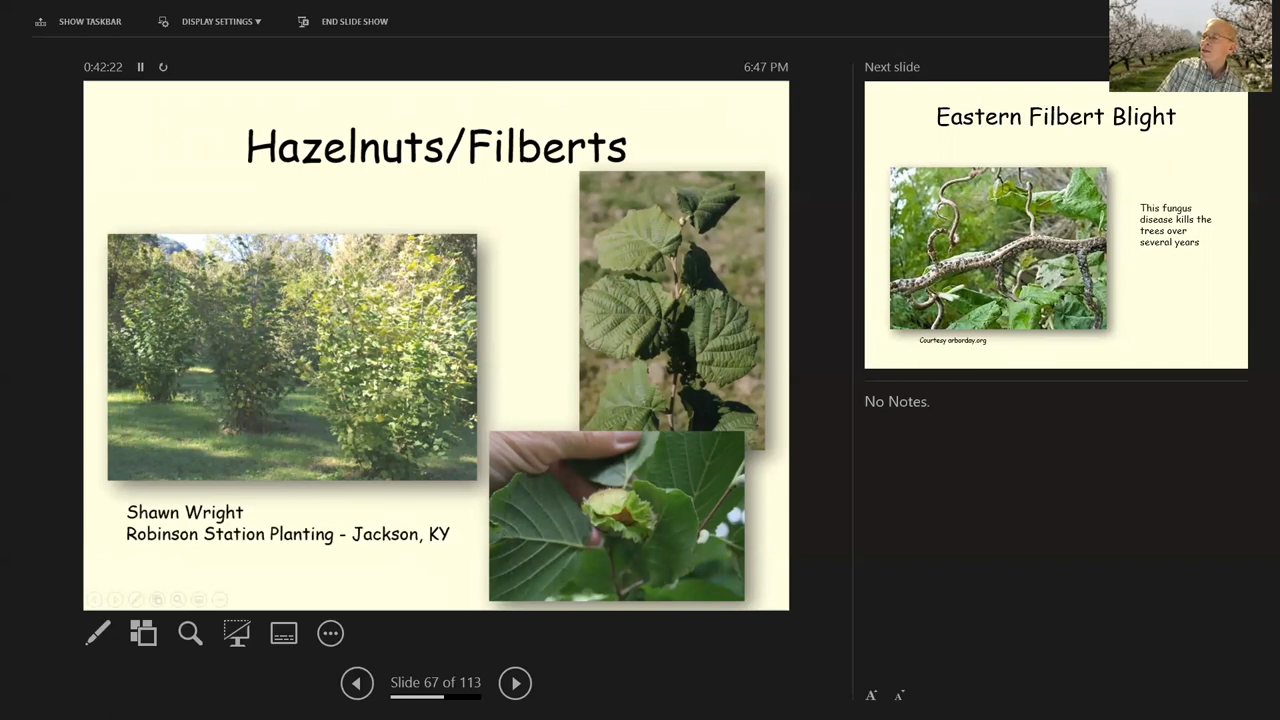 SHOW TASKBAR
DISPLAY SETTINGS ▼
END SLIDE SHOW
0:42:22
6:47 PM
Next slide
Hazelnuts/Filberts
Shawn Wright
Robinson Station Planting - Jackson, KY
Eastern Filbert Blight
This fungus
disease kills the
trees over
several years
Courtesy arborday.org
No Notes.
Slide 67 of 113
A A